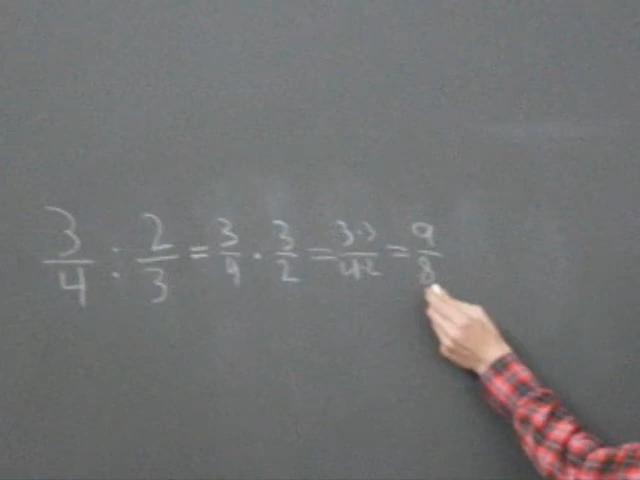 3/4 : 2/3 = 3/4 · 3/2 = 3·3/4·2 = 9/8